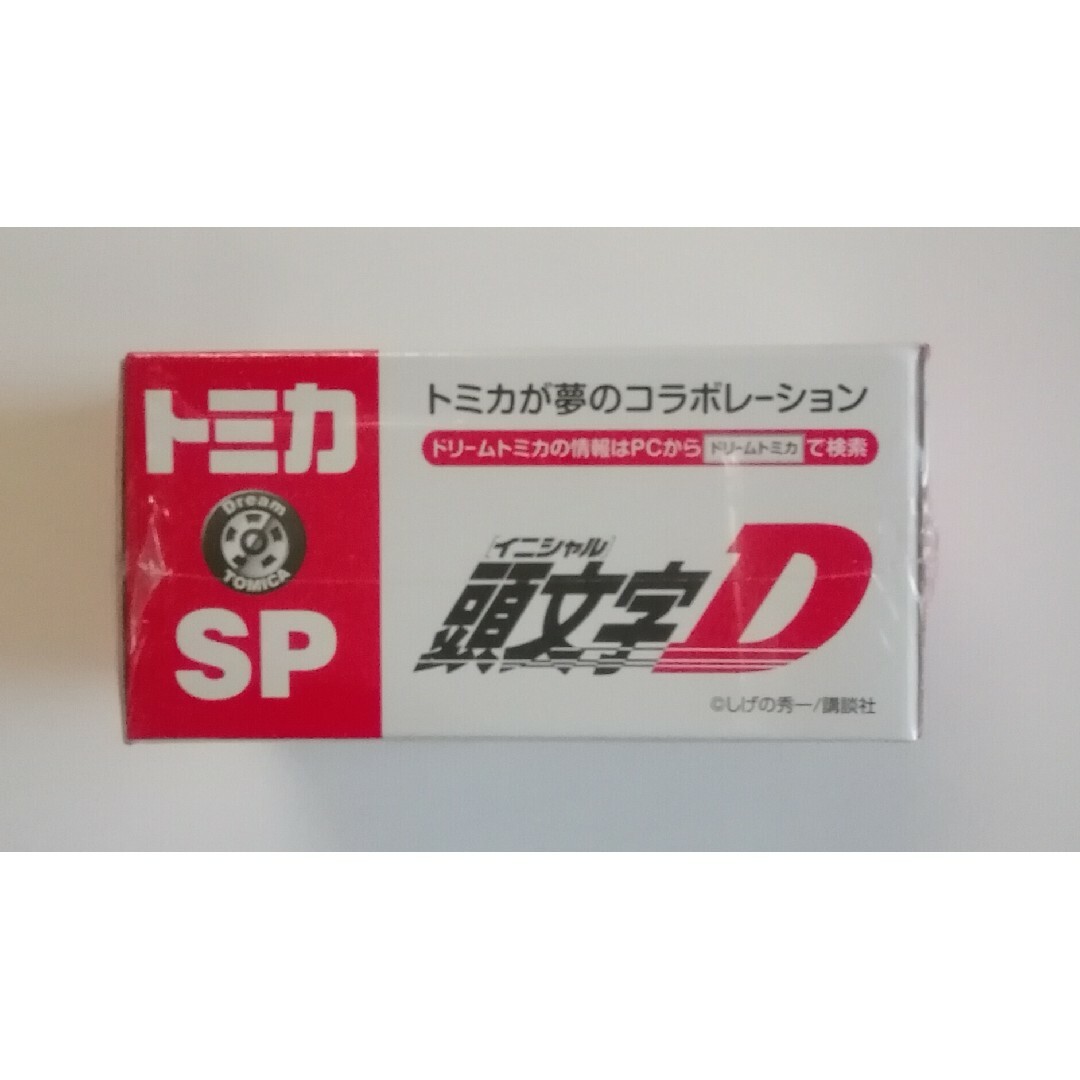 トミカ
Dream
TOMICA
SP
トミカが夢のコラボレーション
ドリームトミカの情報はPCから ドリームトミカ で検索
[イニシャル]
頭文字D
©しげの秀一/講談社